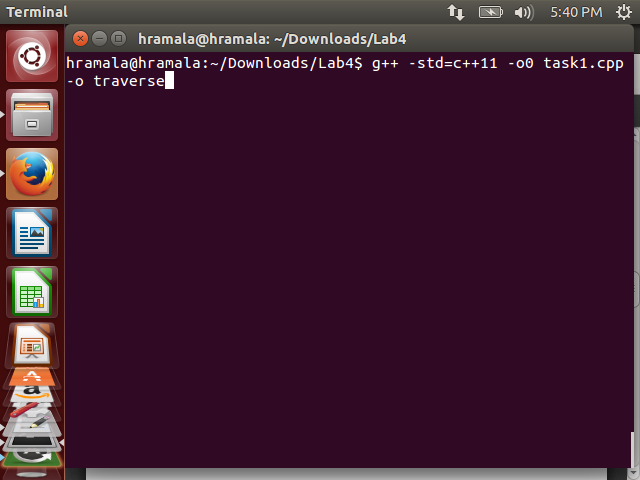 Terminal
5:40 PM
hramala@hramala: ~/Downloads/Lab4
hramala@hramala:~/Downloads/Lab4$ g++ -std=c++11 -o0 task1.cpp
-o traverse